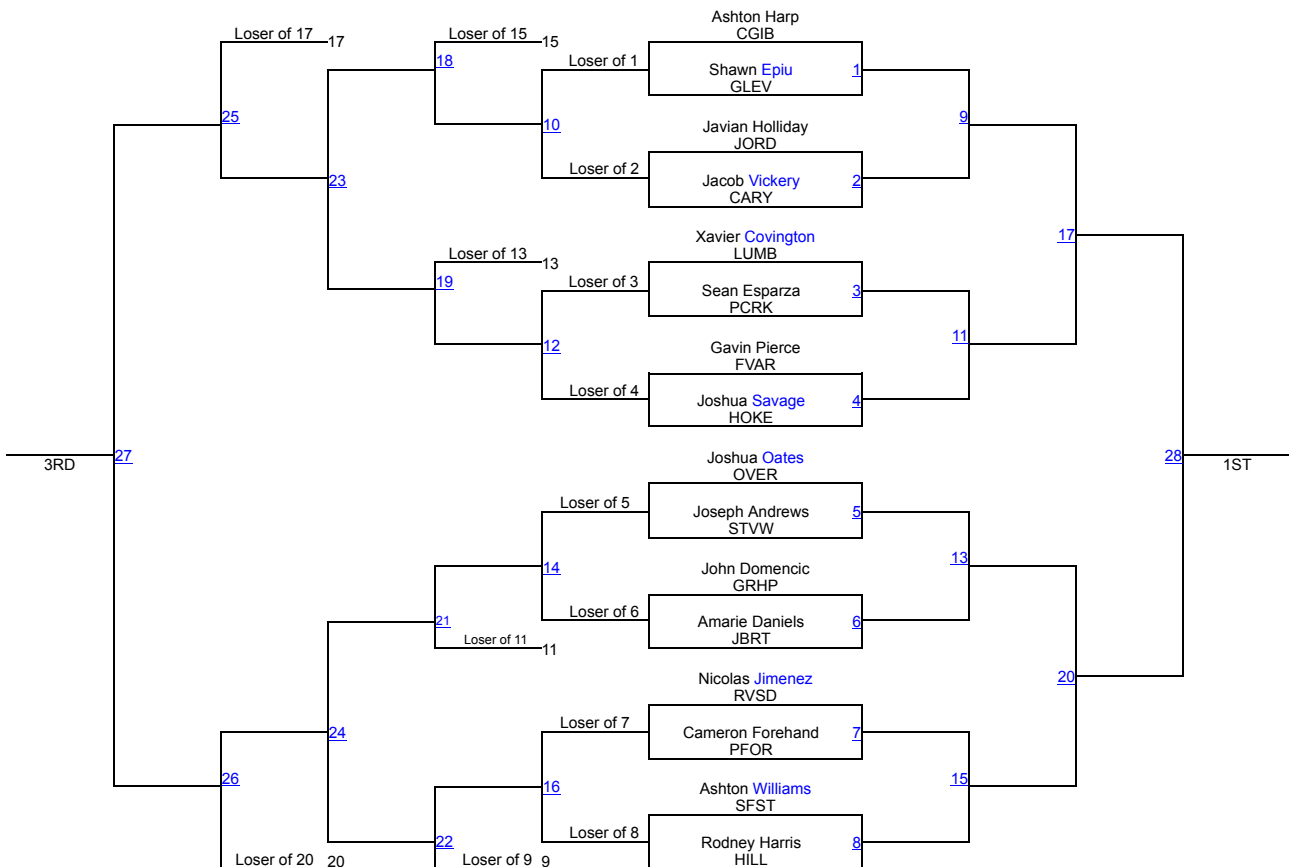 Ashton Harp
CGIB
Loser of 17 17
Loser of 15 15
18
Loser of 1
Shawn Epiu 1
GLEV
25
10
Javian Holliday
JORD
9
Loser of 2
23
Jacob Vickery 2
CARY
Xavier Covington
LUMB
17
Loser of 13 13
19
Loser of 3
Sean Esparza 3
PCRK
12
Gavin Pierce
FVAR
11
Loser of 4
Joshua Savage 4
HOKE
3RD
27
Joshua Oates
OVER
28
1ST
Loser of 5
Joseph Andrews 5
STVW
14
John Domencic
GRHP
13
21
Loser of 6
Amarie Daniels 6
JBRT
Loser of 11 11
Nicolas Jimenez
RVSD
20
24
Loser of 7
Cameron Forehand 7
PFOR
26
16
Ashton Williams
SFST
15
22
Loser of 8
Rodney Harris 8
HILL
Loser of 20 20
Loser of 9 9